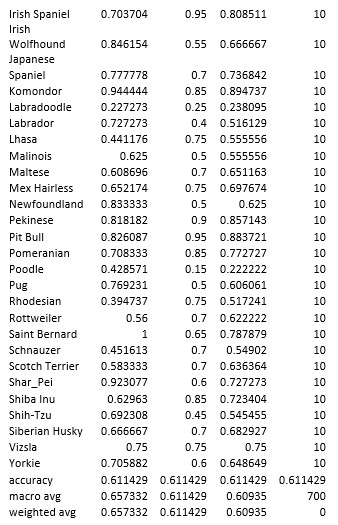 Irish Spaniel 0.703704 0.95 0.808511 10
Irish
Wolfhound 0.846154 0.55 0.666667 10
Japanese
Spaniel 0.777778 0.7 0.736842 10
Komondor 0.944444 0.85 0.894737 10
Labradoodle 0.227273 0.25 0.238095 10
Labrador 0.727273 0.4 0.516129 10
Lhasa 0.441176 0.75 0.555556 10
Malinois 0.625 0.5 0.555556 10
Maltese 0.608696 0.7 0.651163 10
Mex Hairless 0.652174 0.75 0.697674 10
Newfoundland 0.833333 0.5 0.625 10
Pekinese 0.818182 0.9 0.857143 10
Pit Bull 0.826087 0.95 0.883721 10
Pomeranian 0.708333 0.85 0.772727 10
Poodle 0.428571 0.15 0.222222 10
Pug 0.769231 0.5 0.606061 10
Rhodesian 0.394737 0.75 0.517241 10
Rottweiler 0.56 0.7 0.622222 10
Saint Bernard 1 0.65 0.787879 10
Schnauzer 0.451613 0.7 0.54902 10
Scotch Terrier 0.583333 0.7 0.636364 10
Shar_Pei 0.923077 0.6 0.727273 10
Shiba Inu 0.62963 0.85 0.723404 10
Shih-Tzu 0.692308 0.45 0.545455 10
Siberian Husky 0.666667 0.7 0.682927 10
Vizsla 0.75 0.75 0.75 10
Yorkie 0.705882 0.6 0.648649 10
accuracy 0.611429 0.611429 0.611429 0.611429
macro avg 0.657332 0.611429 0.60935 700
weighted avg 0.657332 0.611429 0.60935 0